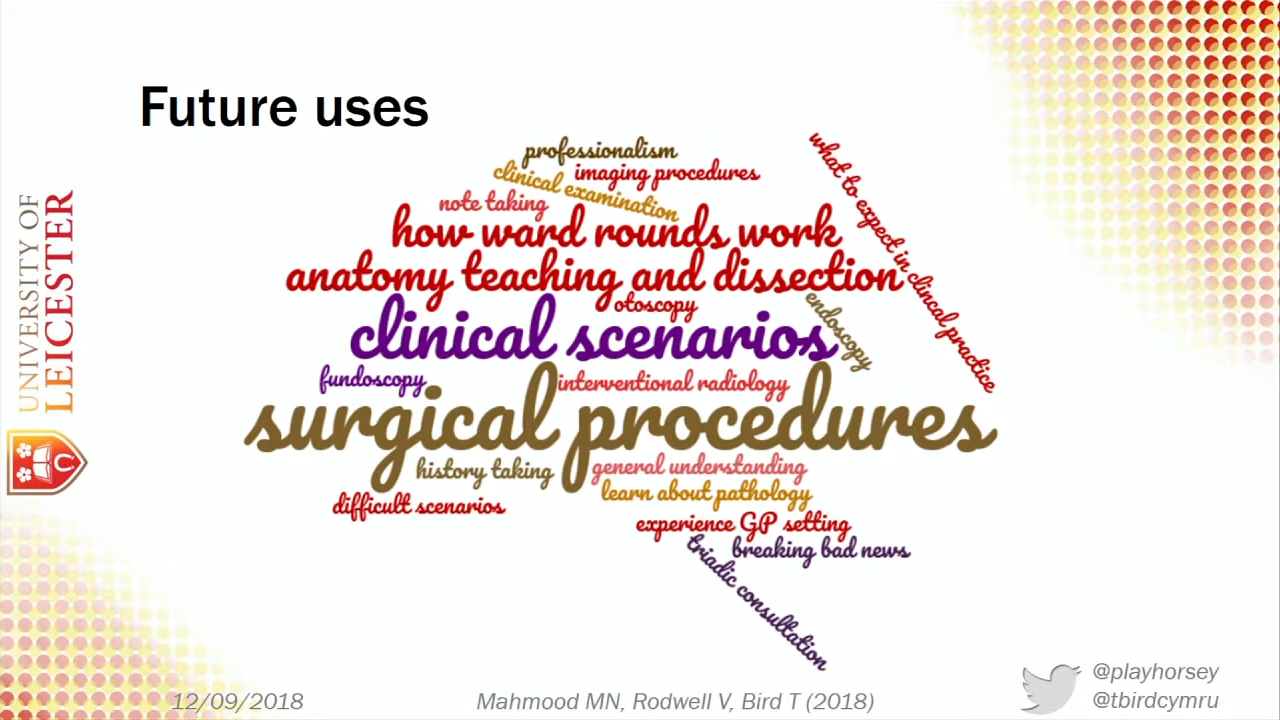 Future uses
professionalism
imaging procedures
clinical examination
what to expect in clincal practice
note taking
how ward rounds work
anatomy teaching and dissection
otoscopy
endoscopy
clinical scenarios
fundoscopy
interventional radiology
surgical procedures
history taking
general understanding
learn about pathology
difficult scenarios
experience GP setting
breaking bad news
triadic consultation
UNIVERSITY OF
LEICESTER
@playhorsey
12/09/2018
Mahmood MN, Rodwell V, Bird T (2018)
@tbirdcymru